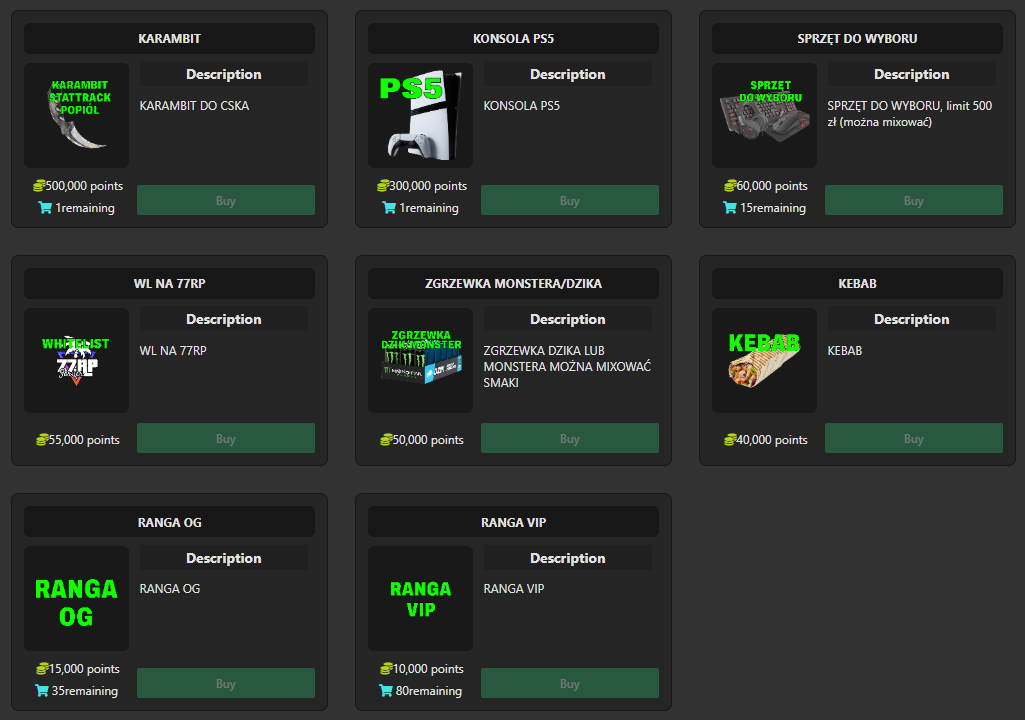 KARAMBIT
KARAMBIT
STATTRACK
POPIÓL
Description
KARAMBIT DO CSKA
500,000 points
1remaining
Buy
KONSOLA PS5
PS5
Description
KONSOLA PS5
300,000 points
1remaining
Buy
SPRZĘT DO WYBORU
SPRZĘT
DO WYBORU
Description
SPRZĘT DO WYBORU, limit 500
zł (można mixować)
60,000 points
15remaining
Buy
WL NA 77RP
WHITELIST
77RP
Description
WL NA 77RP
55,000 points
Buy
ZGRZEWKA MONSTERA/DZIKA
ZGRZEWKA
DZIK/MONSTER
Description
ZGRZEWKA DZIKA LUB
MONSTERA MOŻNA MIXOWAĆ
SMAKI
50,000 points
Buy
KEBAB
KEBAB
Description
KEBAB
40,000 points
Buy
RANGA OG
RANGA
OG
Description
RANGA OG
15,000 points
35remaining
Buy
RANGA VIP
RANGA
VIP
Description
RANGA VIP
10,000 points
80remaining
Buy